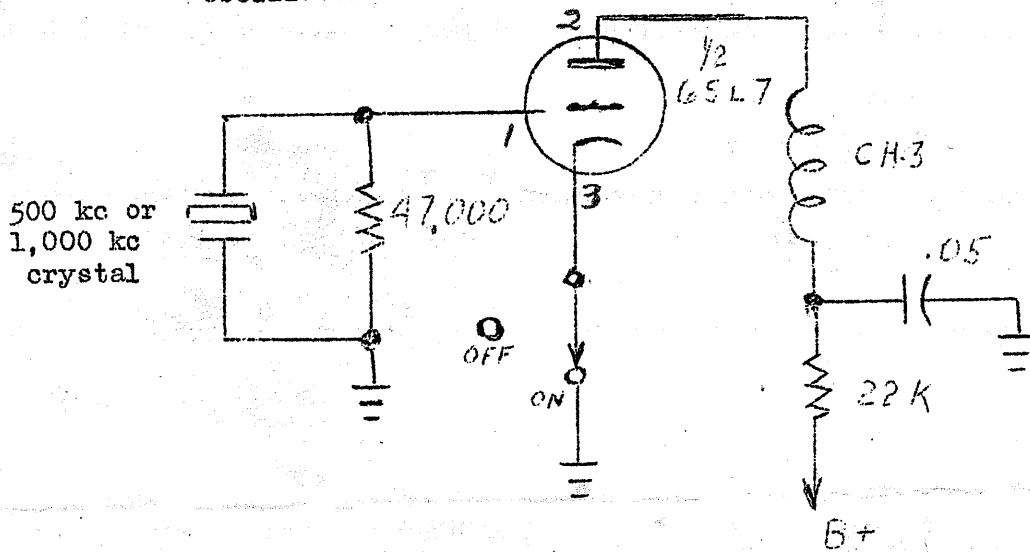 2
1/2
6SL7
1
CH.3
3
47,000
500 kc or
1,000 kc
crystal
.05
OFF
ON
22K
B+